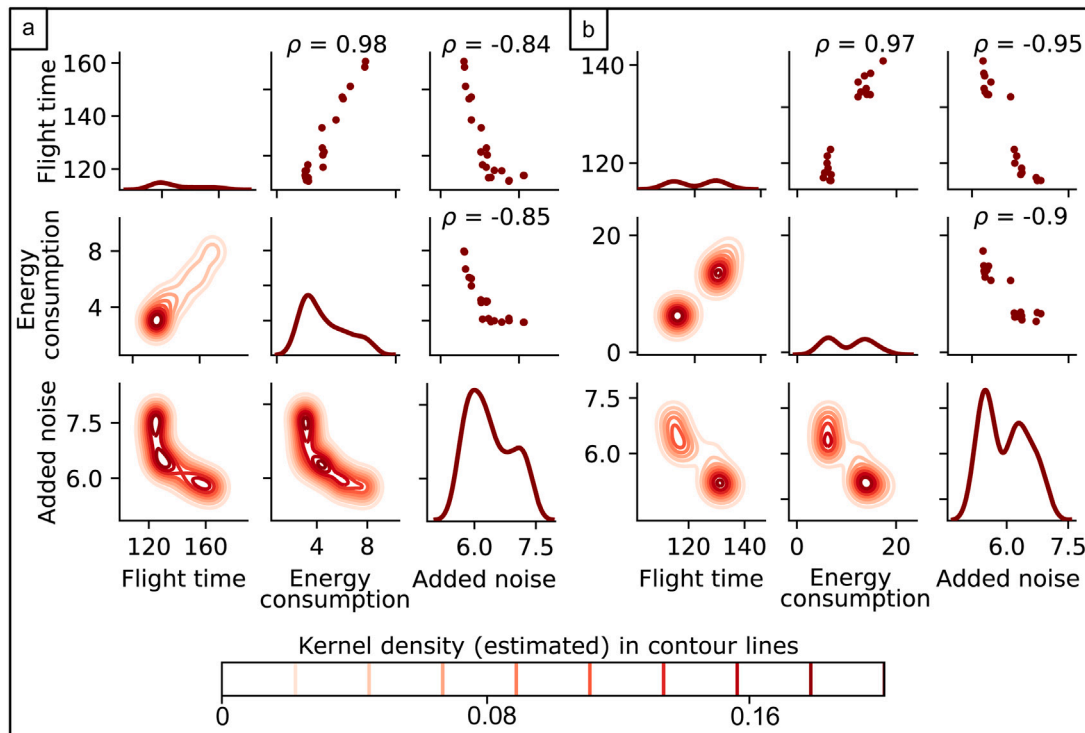 a
ρ = 0.98
ρ = -0.84
b
ρ = 0.97
ρ = -0.95
Flight time
160
140
120
140
120
Energy
consumption
8
4
ρ = -0.85
20
0
ρ = -0.9
Added noise
7.5
6.0
7.5
6.0
120 160
4 8
6.0 7.5
120 140
0 20
6.0 7.5
Flight time
Energy
consumption
Added noise
Flight time
Energy
consumption
Added noise
Kernel density (estimated) in contour lines
0 0.08 0.16